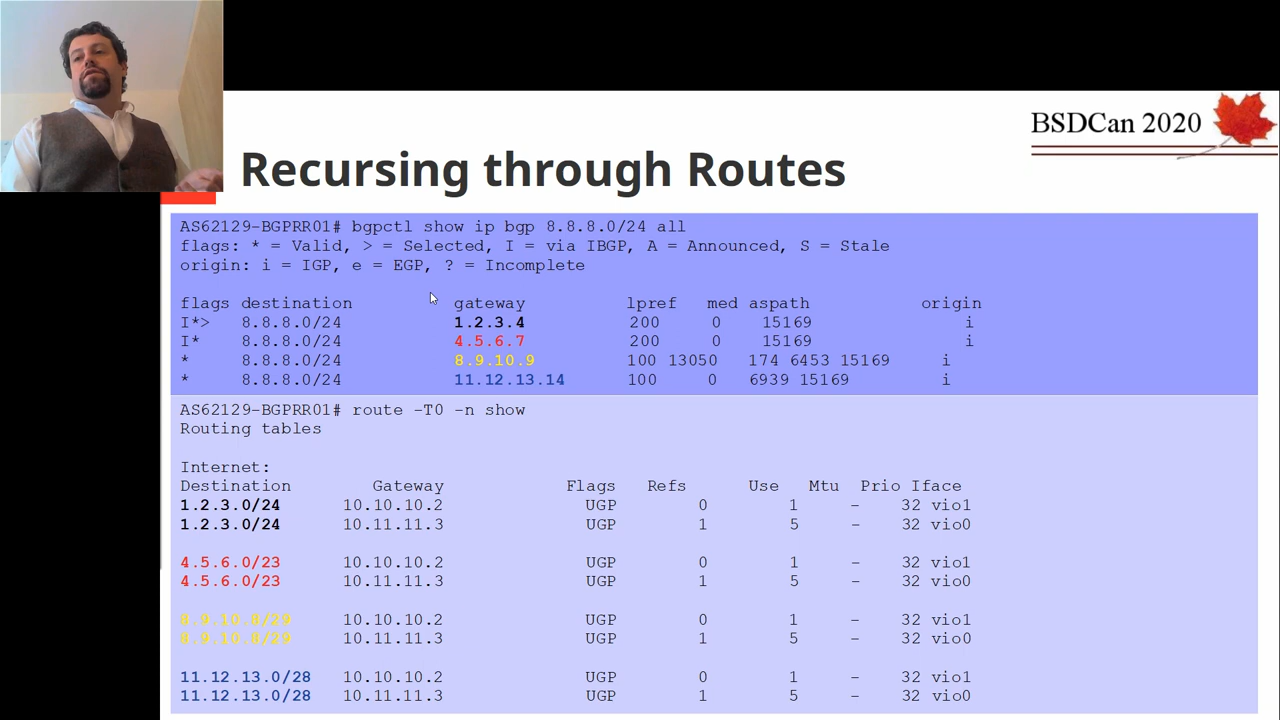 BSDCan 2020
Recursing through Routes
AS62129-BGPRR01# bgpctl show ip bgp 8.8.8.0/24 all
flags: * = Valid, > = Selected, I = via IBGP, A = Announced, S = Stale
origin: i = IGP, e = EGP, ? = Incomplete
flags destination gateway lpref med aspath origin
I*> 8.8.8.0/24 1.2.3.4 200 0 15169 i
I* 8.8.8.0/24 4.5.6.7 200 0 15169 i
* 8.8.8.0/24 8.9.10.9 100 13050 174 6453 15169 i
* 8.8.8.0/24 11.12.13.14 100 0 6939 15169 i
AS62129-BGPRR01# route -T0 -n show
Routing tables
Internet:
Destination Gateway Flags Refs Use Mtu Prio Iface
1.2.3.0/24 10.10.10.2 UGP 0 1 - 32 vio1
1.2.3.0/24 10.11.11.3 UGP 1 5 - 32 vio0
4.5.6.0/23 10.10.10.2 UGP 0 1 - 32 vio1
4.5.6.0/23 10.11.11.3 UGP 1 5 - 32 vio0
8.9.10.8/29 10.10.10.2 UGP 0 1 - 32 vio1
8.9.10.8/29 10.11.11.3 UGP 1 5 - 32 vio0
11.12.13.0/28 10.10.10.2 UGP 0 1 - 32 vio1
11.12.13.0/28 10.11.11.3 UGP 1 5 - 32 vio0